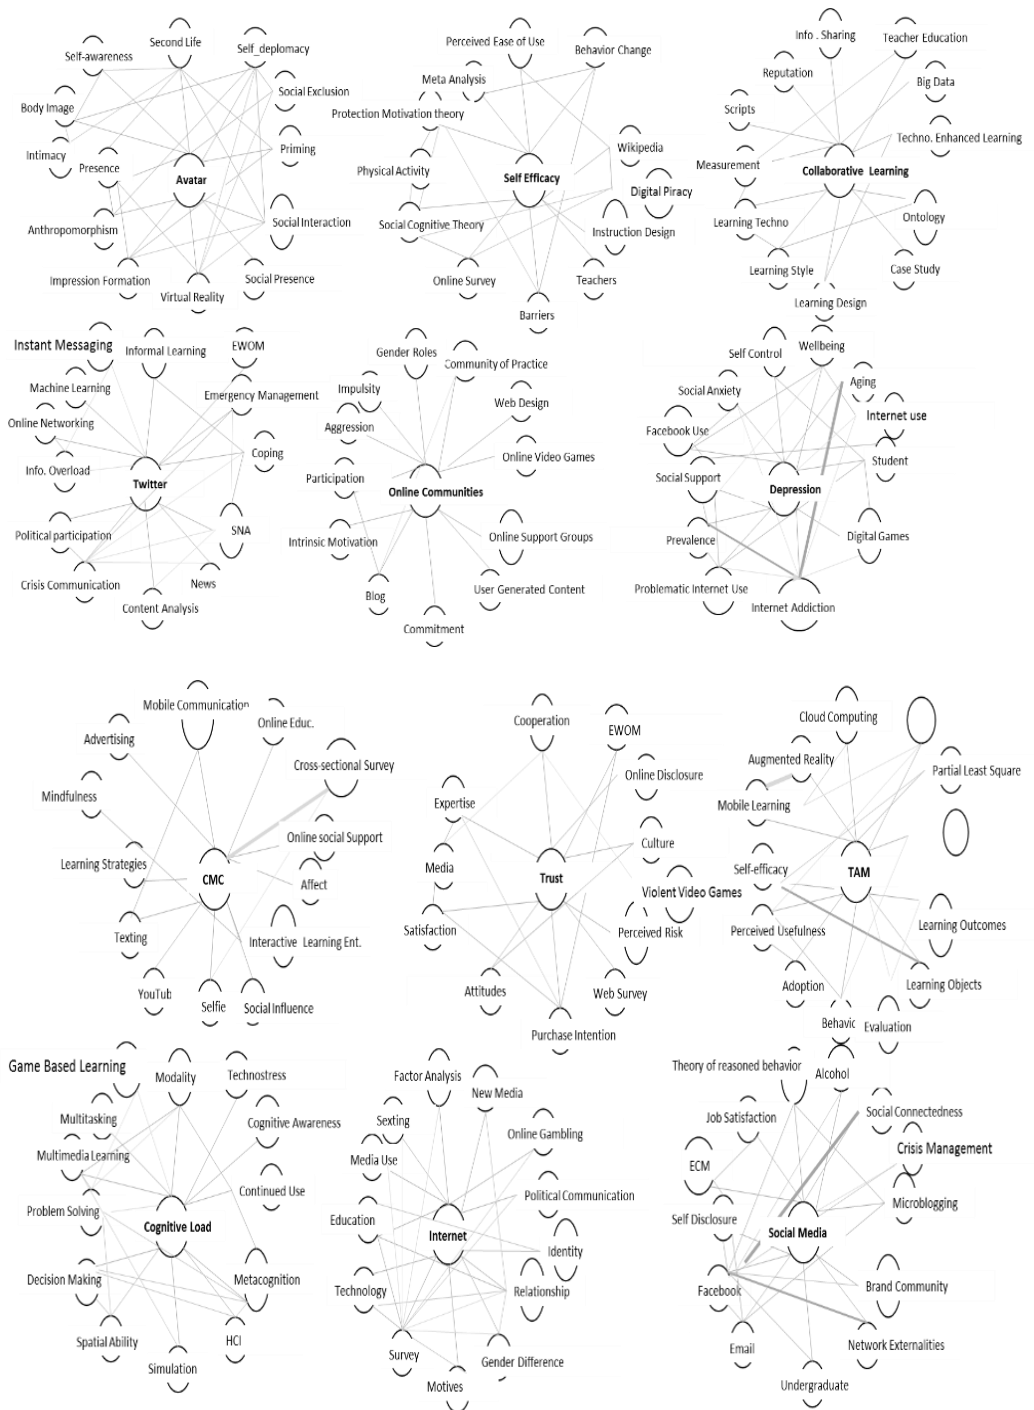 Second Life
Self-awareness
Self_deplomacy
Social Exclusion
Body Image
Priming
Intimacy
Presence
Avatar
Social Interaction
Anthropomorphism
Impression Formation
Social Presence
Virtual Reality
Perceived Ease of Use
Behavior Change
Meta Analysis
Protection Motivation theory
Wikipedia
Physical Activity
Self Efficacy
Digital Piracy
Social Cognitive Theory
Instruction Design
Online Survey
Teachers
Barriers
Info . Sharing
Teacher Education
Reputation
Big Data
Scripts
Techno. Enhanced Learning
Measurement
Collaborative Learning
Learning Techno
Ontology
Learning Style
Case Study
Learning Design
Instant Messaging
Informal Learning
EWOM
Machine Learning
Emergency Management
Online Networking
Coping
Info. Overload
Twitter
Political participation
SNA
Crisis Communication
News
Content Analysis
Gender Roles
Community of Practice
Impulsity
Web Design
Aggression
Online Video Games
Participation
Online Communities
Intrinsic Motivation
Online Support Groups
Blog
User Generated Content
Commitment
Self Control
Wellbeing
Social Anxiety
Aging
Internet use
Facebook Use
Student
Social Support
Depression
Prevalence
Digital Games
Problematic Internet Use
Internet Addiction
Mobile Communication
Online Educ.
Advertising
Cross-sectional Survey
Mindfulness
Online social Support
Learning Strategies
CMC
Affect
Texting
Interactive Learning Ent.
YouTub
Selfie
Social Influence
Cooperation
EWOM
Online Disclosure
Expertise
Culture
Media
Trust
Violent Video Games
Satisfaction
Perceived Risk
Attitudes
Web Survey
Purchase Intention
Cloud Computing
Augmented Reality
Partial Least Square
Mobile Learning
Self-efficacy
TAM
Perceived Usefulness
Learning Outcomes
Adoption
Learning Objects
Behavic
Evaluation
Game Based Learning
Modality
Technostress
Multitasking
Cognitive Awareness
Multimedia Learning
Continued Use
Problem Solving
Cognitive Load
Decision Making
Metacognition
Spatial Ability
HCI
Simulation
Factor Analysis
New Media
Sexting
Online Gambling
Media Use
Political Communication
Education
Internet
Identity
Technology
Relationship
Survey
Gender Difference
Motives
Theory of reasoned behavior
Alcohol
Job Satisfaction
Social Connectedness
Crisis Management
ECM
Microblogging
Self Disclosure
Social Media
Facebook
Brand Community
Email
Network Externalities
Undergraduate